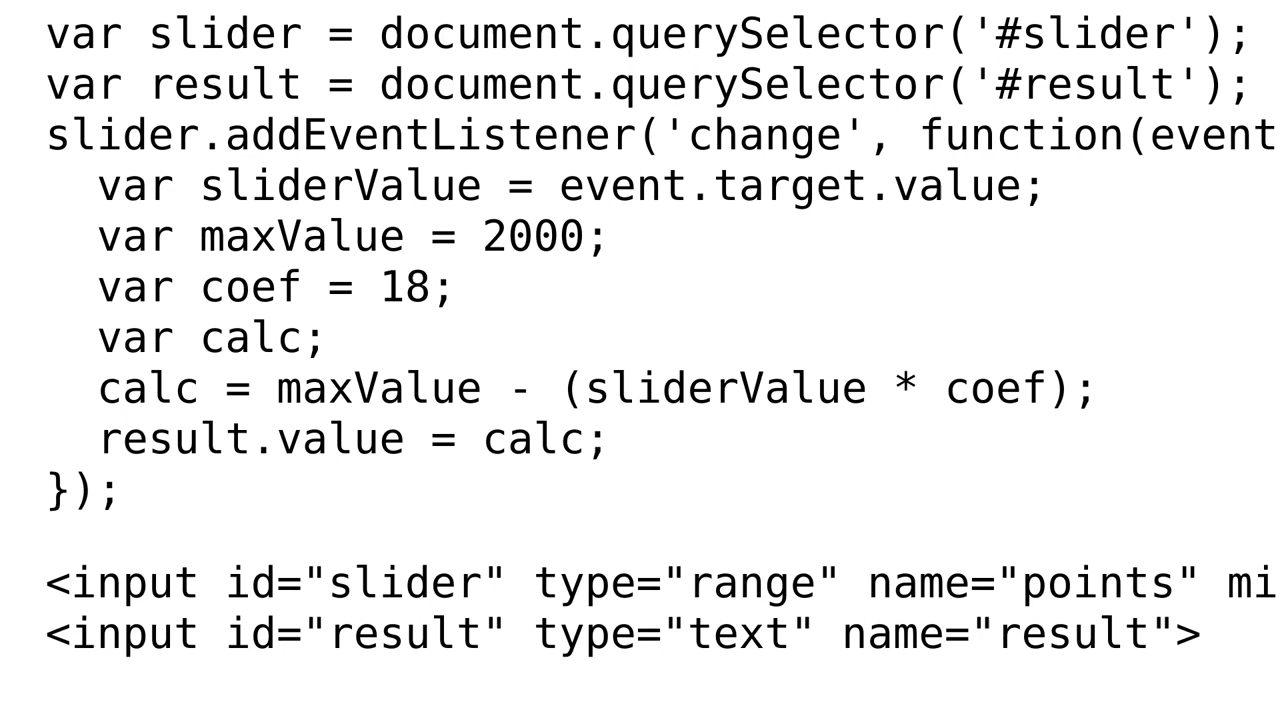 var slider = document.querySelector('#slider');
var result = document.querySelector('#result');
slider.addEventListener('change', function(event
var sliderValue = event.target.value;
var maxValue = 2000;
var coef = 18;
var calc;
calc = maxValue - (sliderValue * coef);
result.value = calc;
});
<input id="slider" type="range" name="points" mi
<input id="result" type="text" name="result">